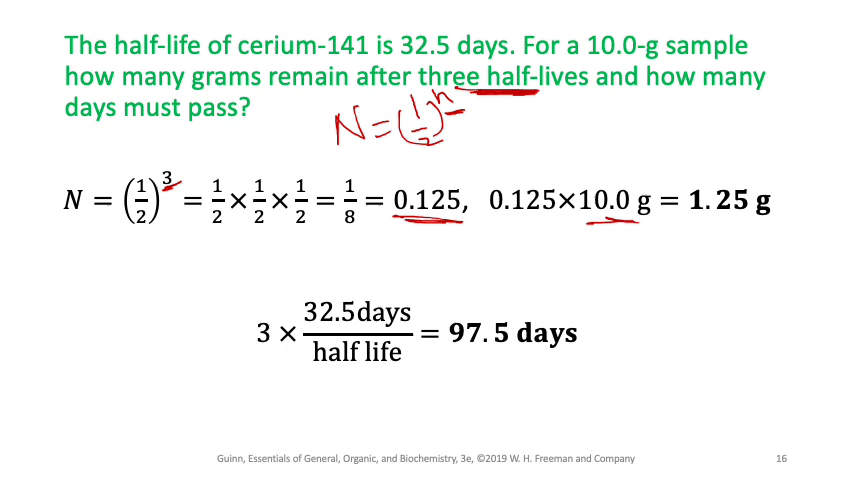 The half-life of cerium-141 is 32.5 days. For a 10.0-g sample
how many grams remain after three half-lives and how many
days must pass?
N = (1/2)^n
N = (1/2)^3 = 1/2 × 1/2 × 1/2 = 1/8 = 0.125, 0.125×10.0 g = 1.25 g
3 × 32.5days/half life = 97.5 days
Guinn, Essentials of General, Organic, and Biochemistry, 3e, ©2019 W. H. Freeman and Company 16